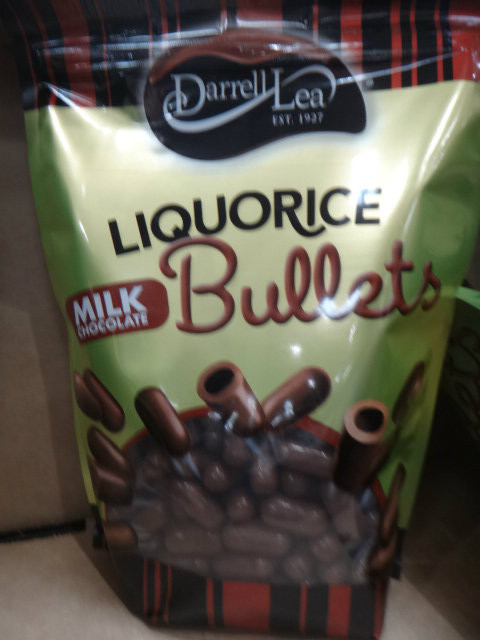 Darrell Lea
EST. 1927
LIQUORICE
Bullets
MILK
CHOCOLATE